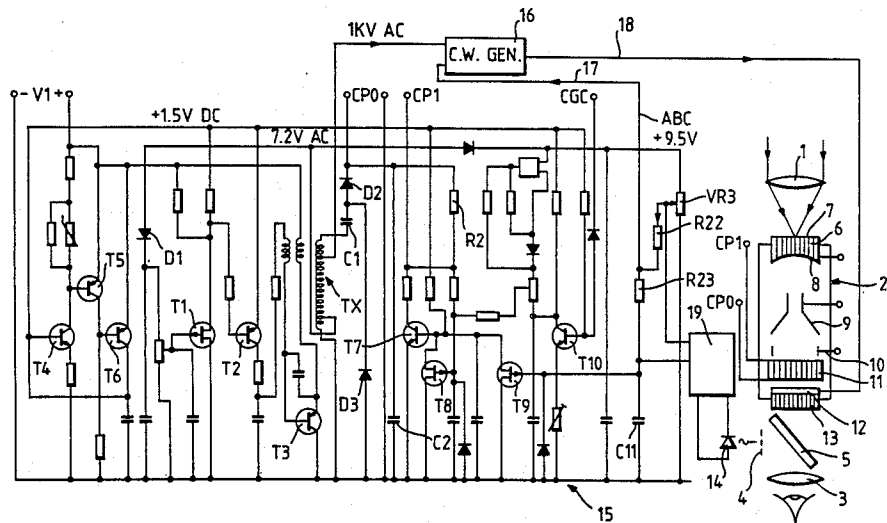 16
18
1KV AC
C.W. GEN.
17
- V1 +
CP0
CP1
CGC
ABC
+1.5V DC
+9.5V
7.2V AC
1
D2
VR3
7
6
R22
D1
C1
R2
CP1
8
2
T5
R23
T1
TX
CP0
9
19
T4
T6
T2
T7
T10
10
11
T8
T9
12
D3
13
T3
C2
C11
14
5
4
3
15